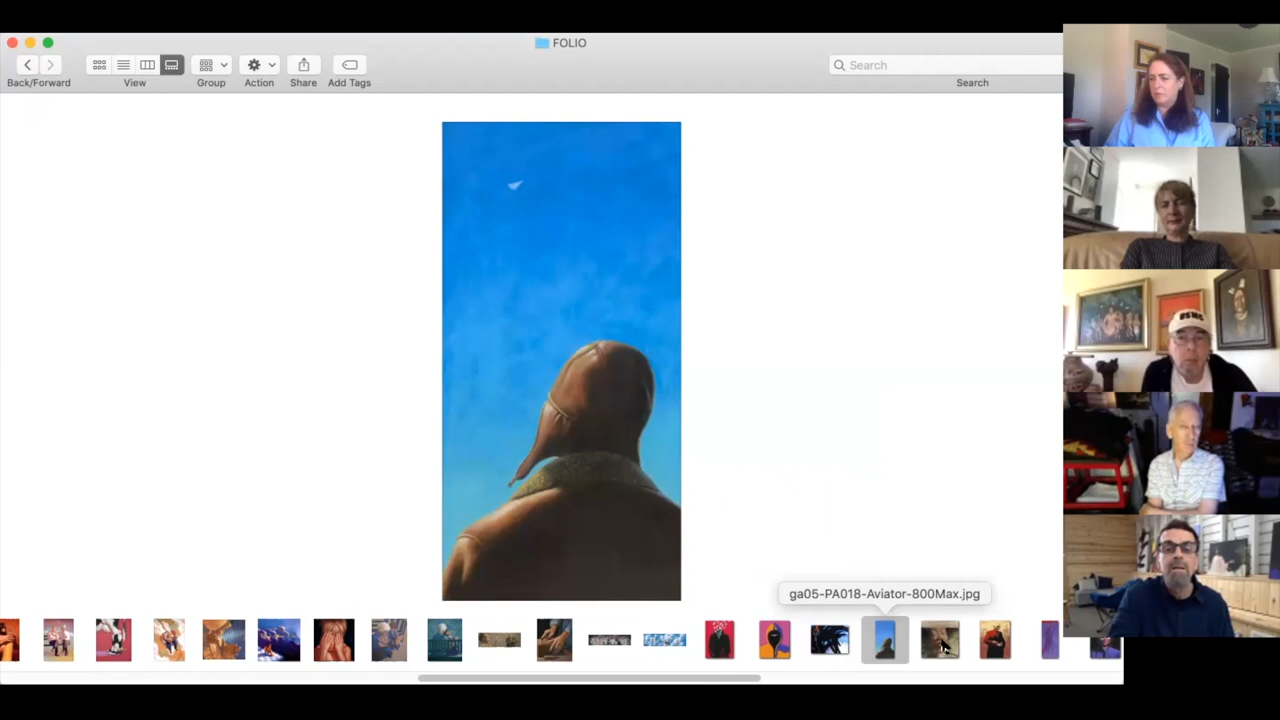 FOLIO
Back/Forward
View
Group
Action
Share
Add Tags
Search
Search
ga05-PA018-Aviator-800Max.jpg